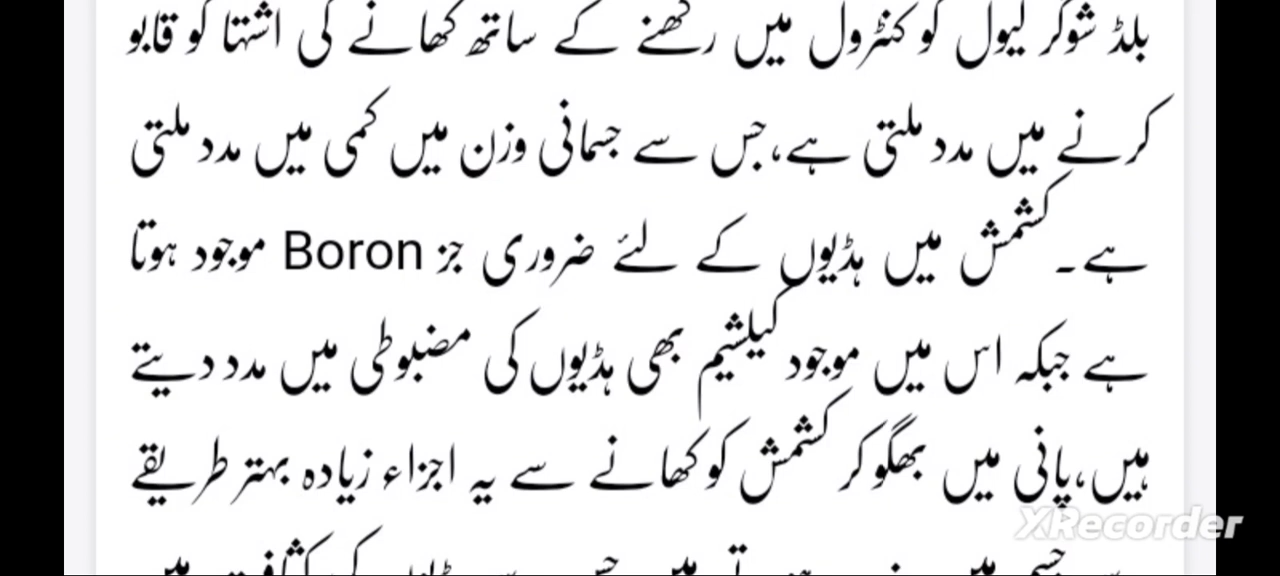 بلڈ شوگر لیول کو کنٹرول میں رکھنے کے ساتھ کھانے کی اشتہا کو قابو
کرنے میں مدد ملتی ہے،جس سے جسمانی وزن میں کمی میں مدد ملتی
ہے۔کشمش میں ہڈیوں کے لئے ضروری جز Boron موجود ہوتا
ہے جبکہ اس میں موجود کیلشیم بھی ہڈیوں کی مضبوطی میں مدد دیتے
ہیں،پانی میں بھگو کر کشمش کو کھانے سے یہ اجزاء زیادہ بہتر طریقے
XRecorder